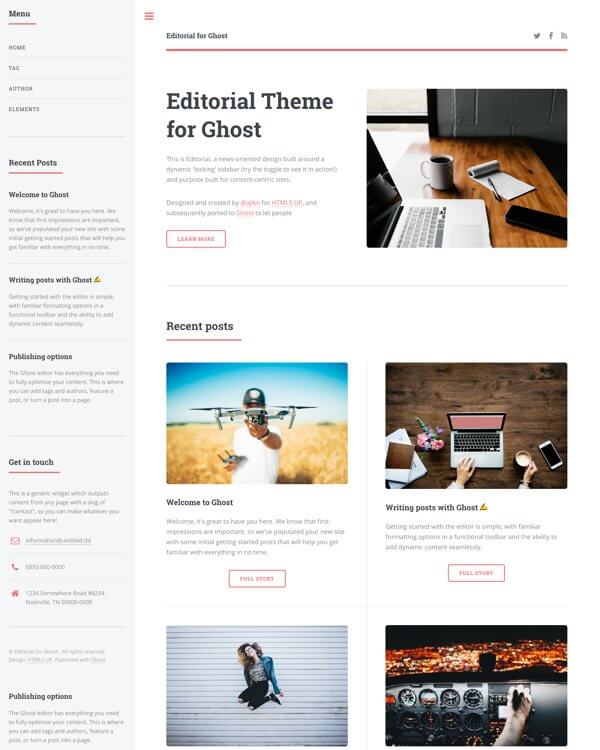 Menu
HOME
TAG
AUTHOR
ELEMENTS
Recent Posts
Welcome to Ghost
Welcome, it's great to have you here. We
know that first impressions are important,
so we've populated your new site with some
initial getting started posts that will help you
get familiar with everything in no time.
Writing posts with Ghost ✍️
Getting started with the editor is simple,
with familiar formatting options in a
functional toolbar and the ability to add
dynamic content seamlessly.
Publishing options
The Ghost editor has everything you need
to fully optimise your content. This is where
you can add tags and authors, feature a
post, or turn a post into a page.
Get in touch
This is a generic widget which outputs
content from any page with a slug of
"/contact", so you can make whatever you
want appear here!
information@untitled.tld
(000) 000-0000
1234 Somewhere Road #8254
Nashville, TN 00000-0000
© Editorial for Ghost - All rights reserved
Design: HTML5 UP, Published with Ghost
Publishing options
The Ghost editor has everything you need
to fully optimise your content. This is where
you can add tags and authors, feature a
post, or turn a post into a page.
Editorial for Ghost
Editorial Theme
for Ghost
This is Editorial, a news-oriented design built around a
dynamic 'locking' sidebar (try the toggle to see it in action!)
and purpose built for content-centric sites.
Designed and created by @ajlkn for HTML5 UP, and
subsequently ported to Ghost to let people
LEARN MORE
Recent posts
Welcome to Ghost
Welcome, it's great to have you here. We know that first
impressions are important, so we've populated your new site
with some initial getting started posts that will help you get
familiar with everything in no time.
FULL STORY
Writing posts with Ghost ✍️
Getting started with the editor is simple, with familiar
formatting options in a functional toolbar and the ability to
add dynamic content seamlessly.
FULL STORY